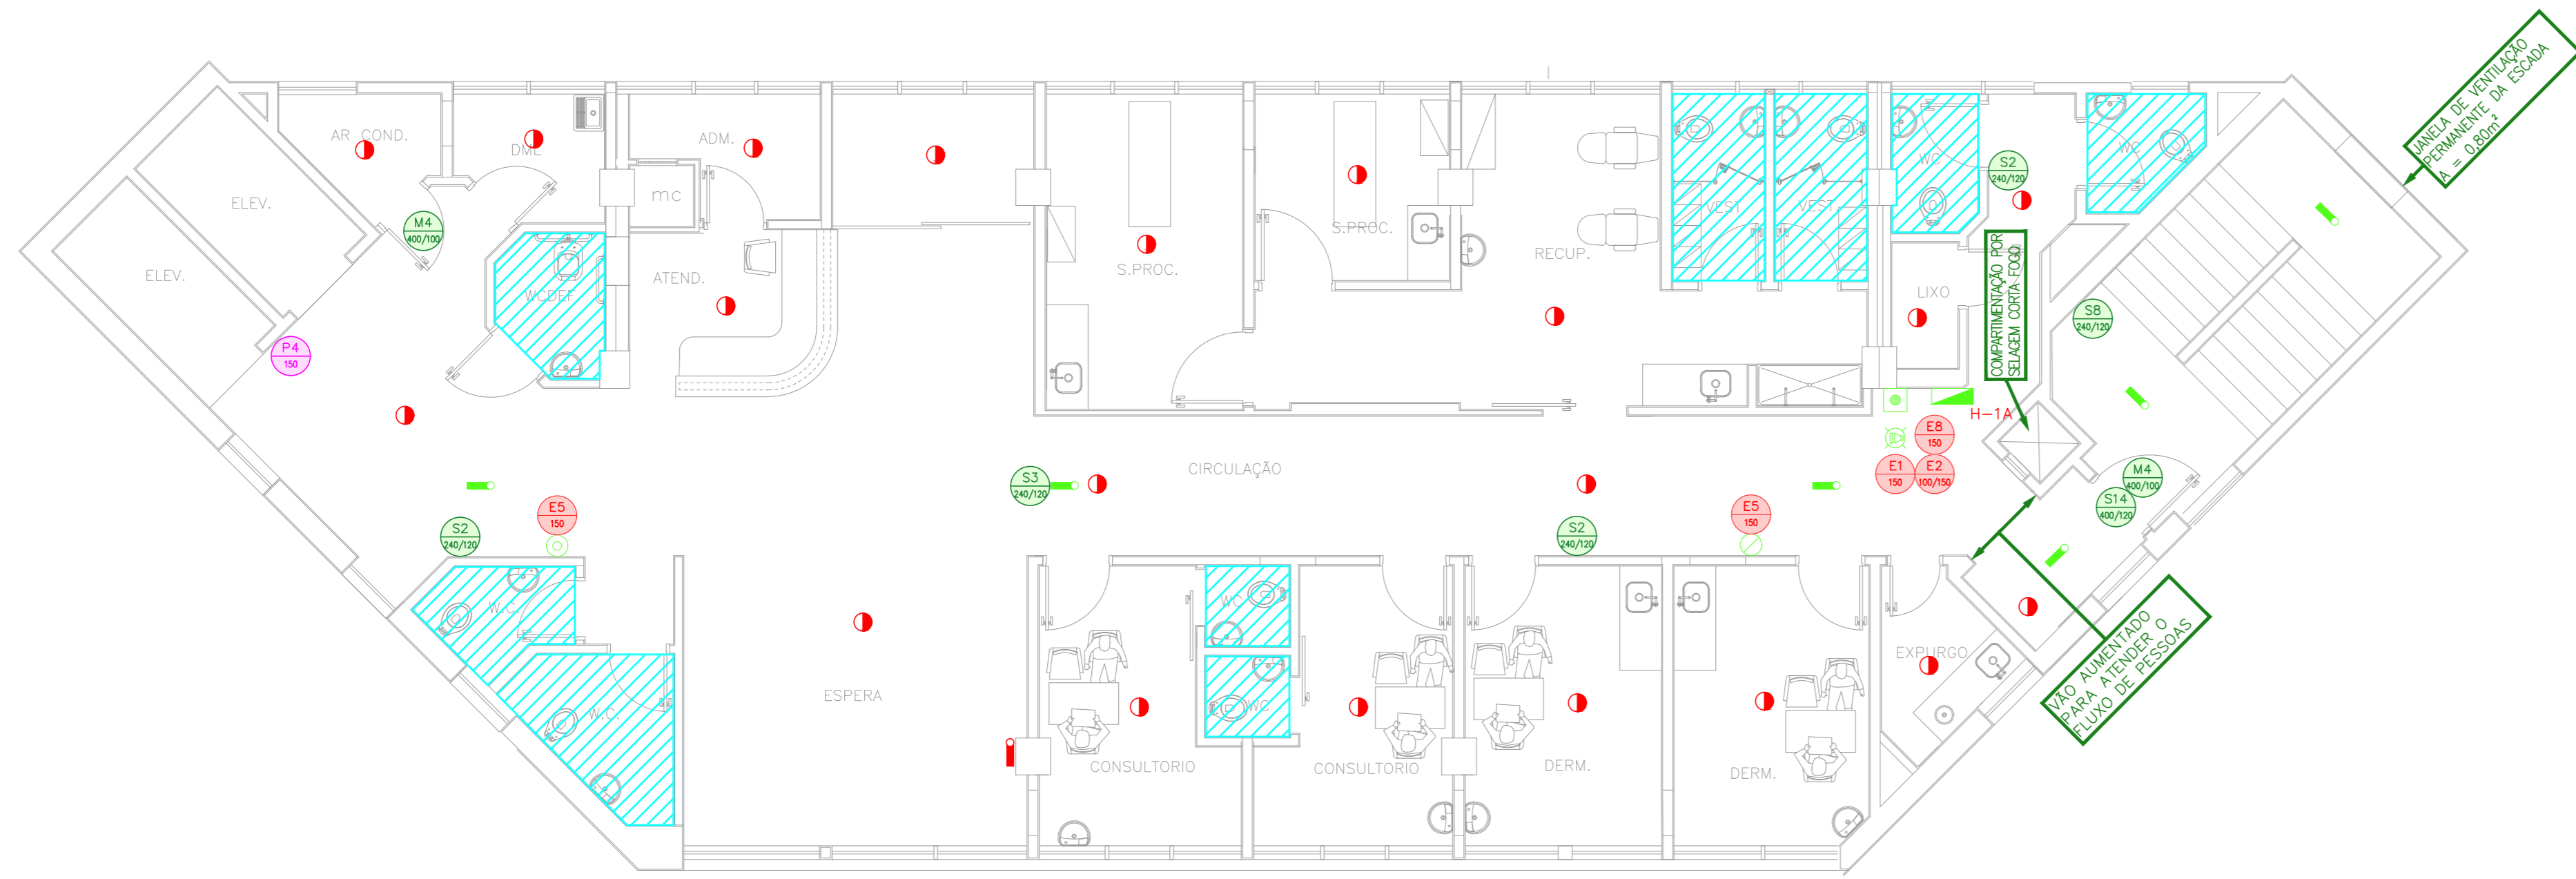 JANELA DE VENTILAÇÃO
PERMANENTE DA ESCADA
A = 0,80m²
AR COND.
DML
ADM.
ELEV.
mc
M4
400/100
S.PROC.
S.PROC.
RECUP.
VEST
VEST
WC
S2
240/120
WC
ELEV.
WCDEF
ATEND.
LIXO
COMPARTIMENTAÇÃO POR
SELAGEM CORTA-FOGO
S8
240/120
P4
150
H-1A
E8
150
E1
150
E2
100/150
CIRCULAÇÃO
S3
240/120
M4
400/100
S14
400/120
S2
240/120
E5
150
S2
240/120
E5
150
W.C.
W.C.
WC
WC
ESPERA
CONSULTORIO
CONSULTORIO
DERM.
DERM.
EXPURGO
VÃO AUMENTADO
PARA ATENDER O
FLUXO DE PESSOAS